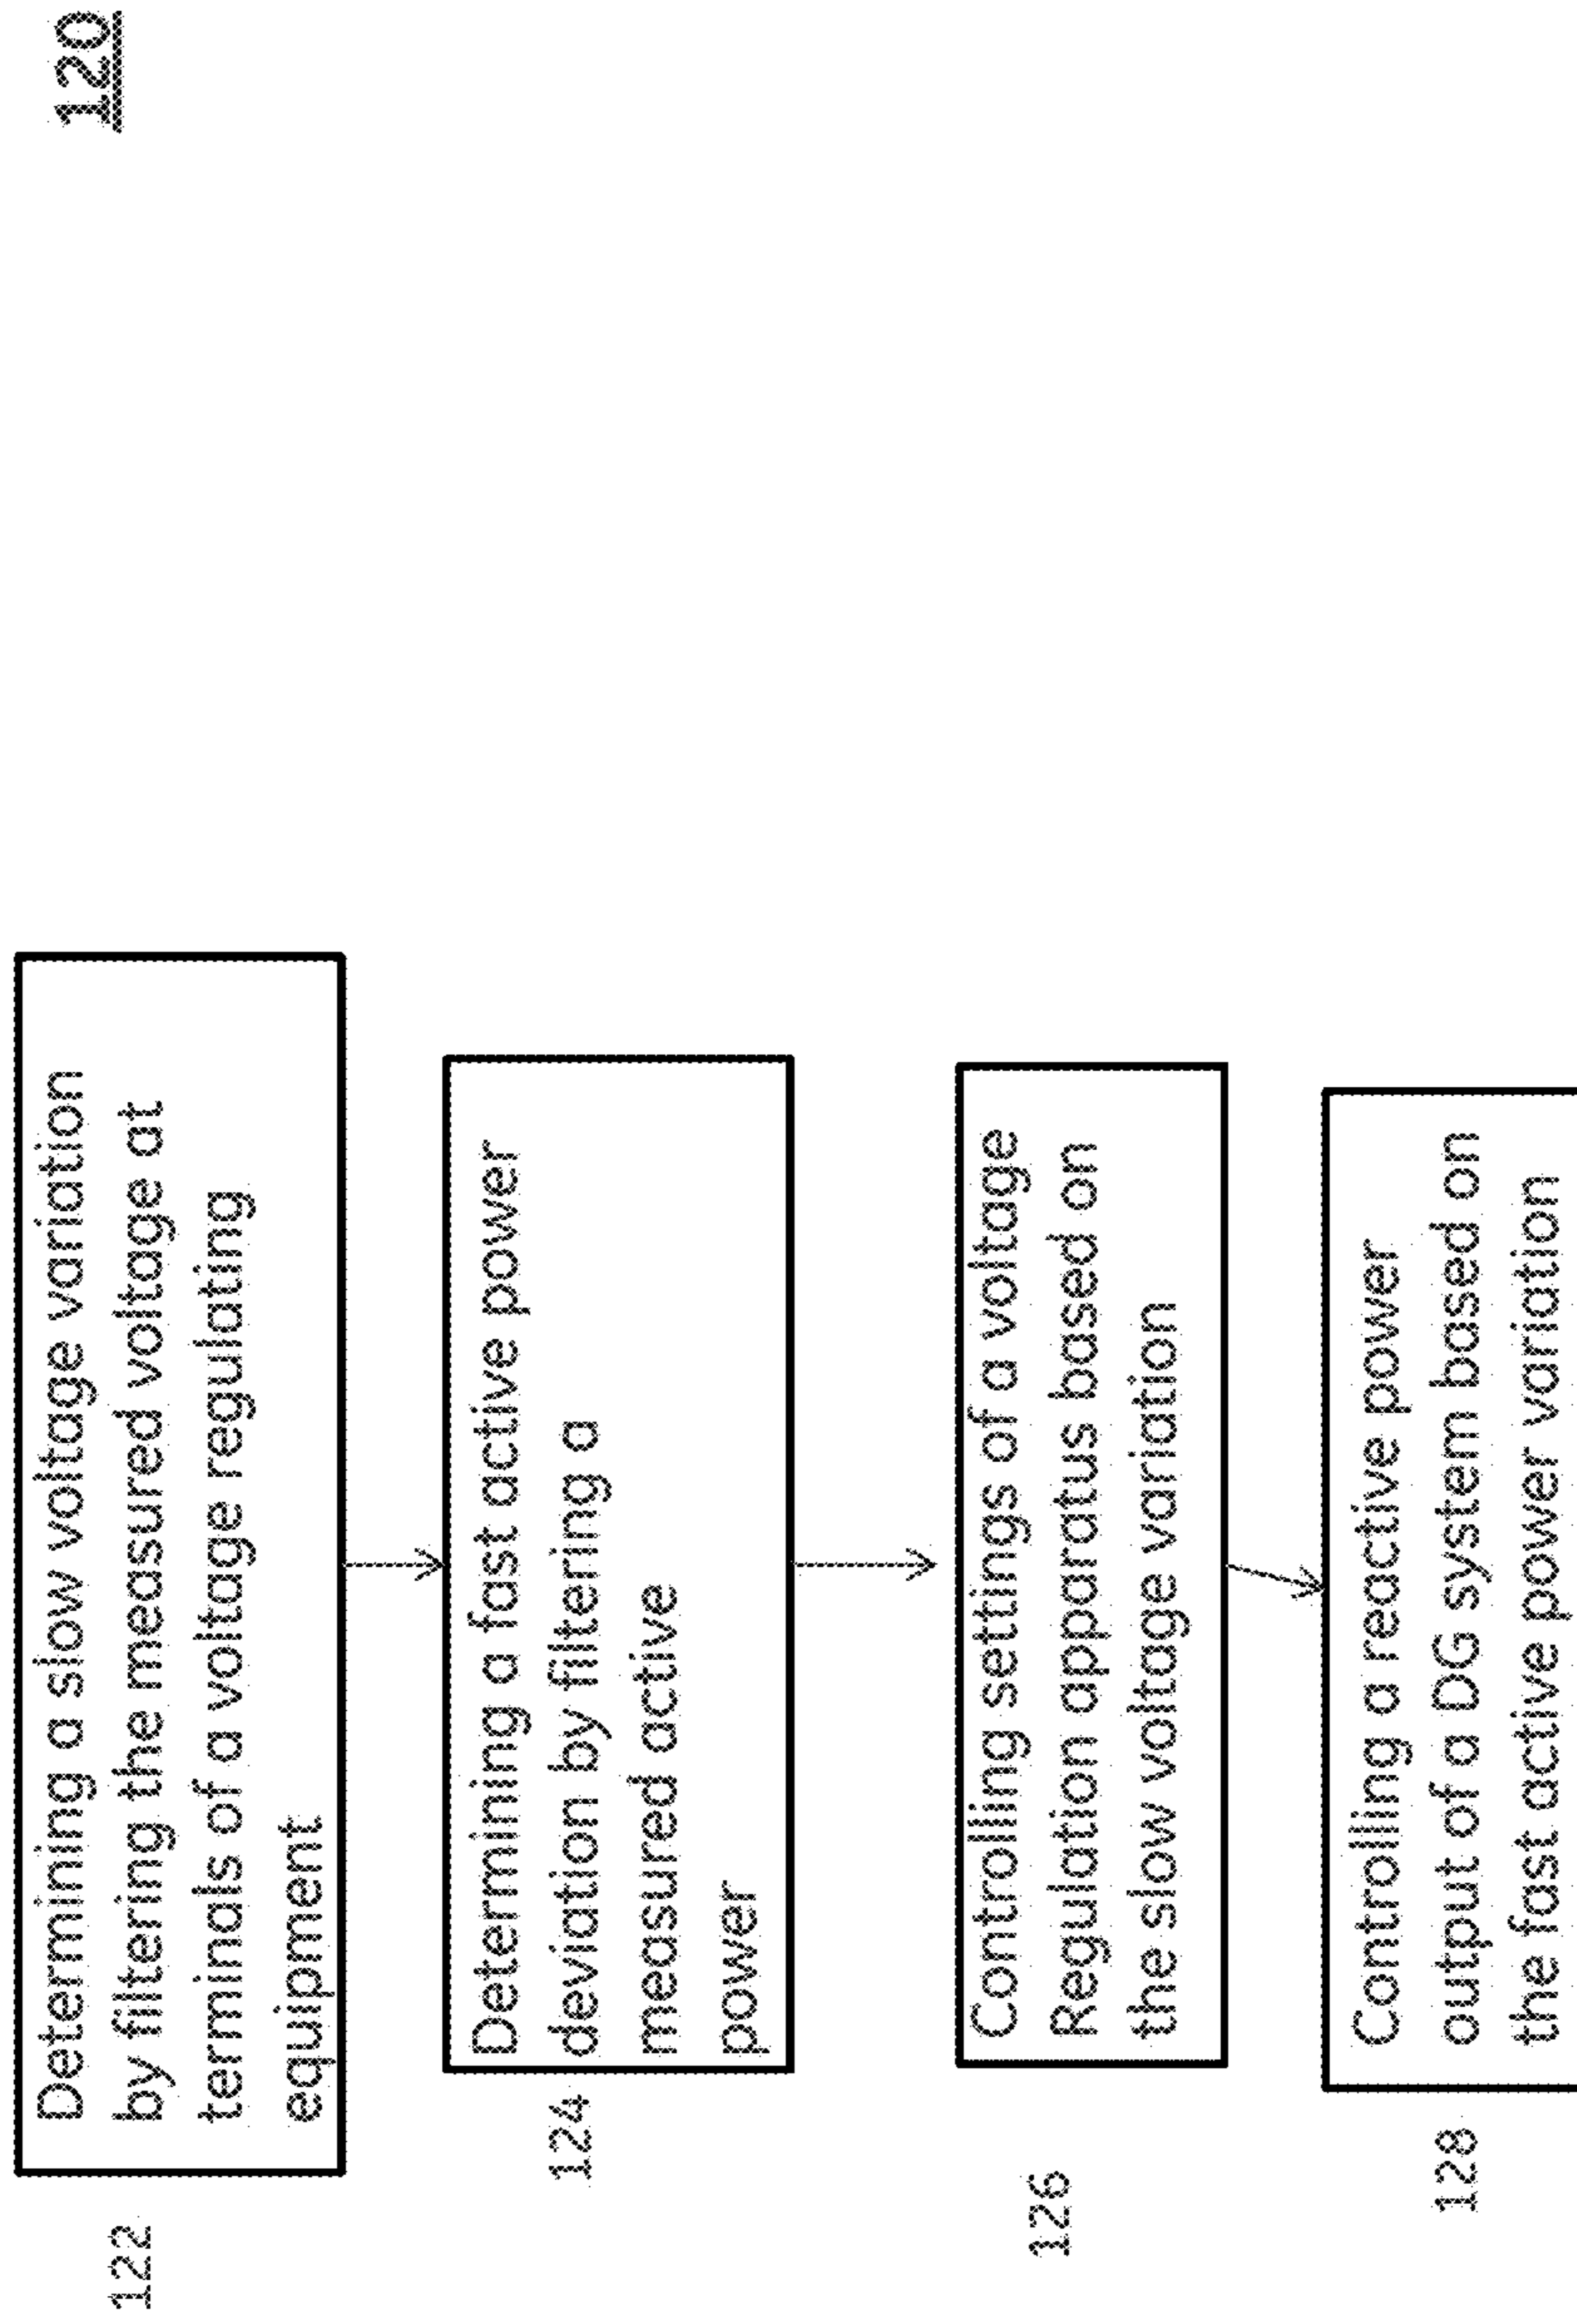 120
122
Determining a slow voltage variation
by filtering the measured voltage at
terminals of a voltage regulating
equipment
124
Determining a fast active power
deviation by filtering a
measured active
power
126
Controlling settings of a voltage
Regulation apparatus based on
the slow voltage variation
128
Controlling a reactive power
output of a DG system based on
the fast active power variation